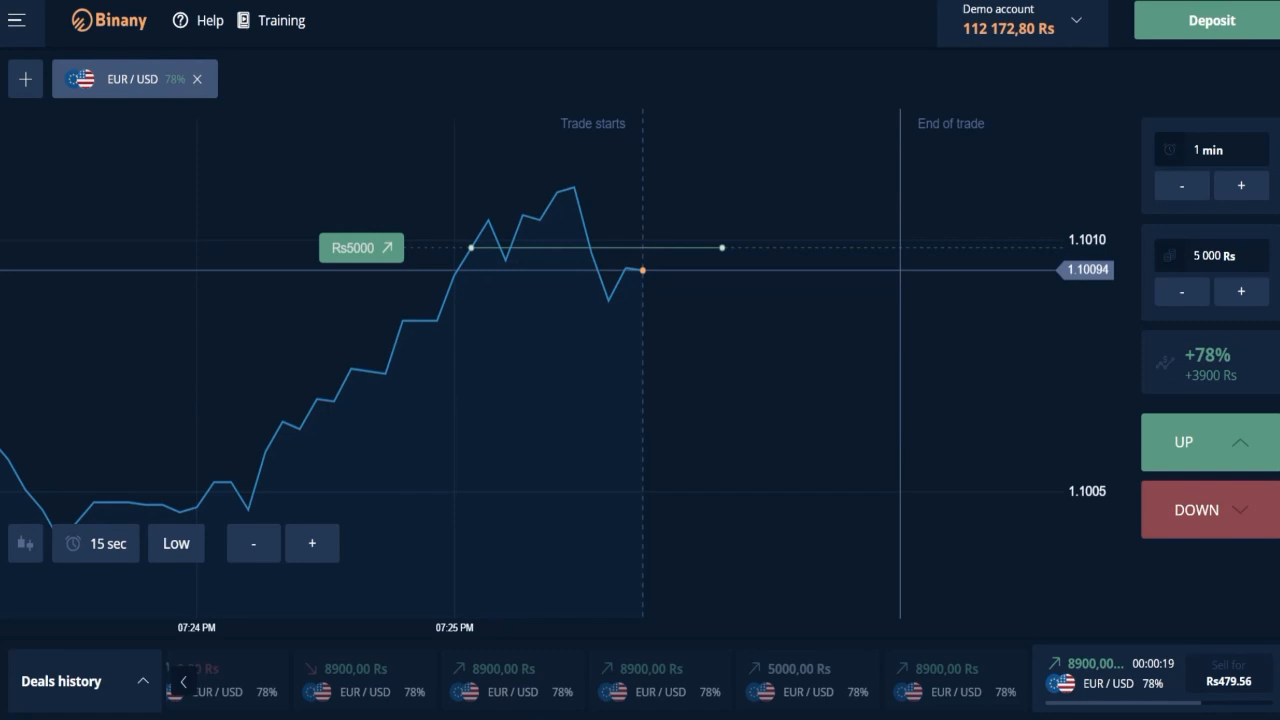 Binany
Help
Training
Demo account
112 172,80 Rs
Deposit
+
EUR / USD 78%
Trade starts
End of trade
1 min
- +
Rs5000
1.1010
1.10094
5 000 Rs
- +
+78%
+3900 Rs
UP
DOWN
1.1005
15 sec
Low
- +
07:24 PM
07:25 PM
Deals history
Rs
EUR / USD 78%
8900,00 Rs
EUR / USD 78%
8900,00 Rs
EUR / USD 78%
8900,00 Rs
EUR / USD 78%
5000,00 Rs
EUR / USD 78%
8900,00 Rs
EUR / USD 78%
8900,00... 00:00:19
EUR / USD 78%
Sell for
Rs479.56